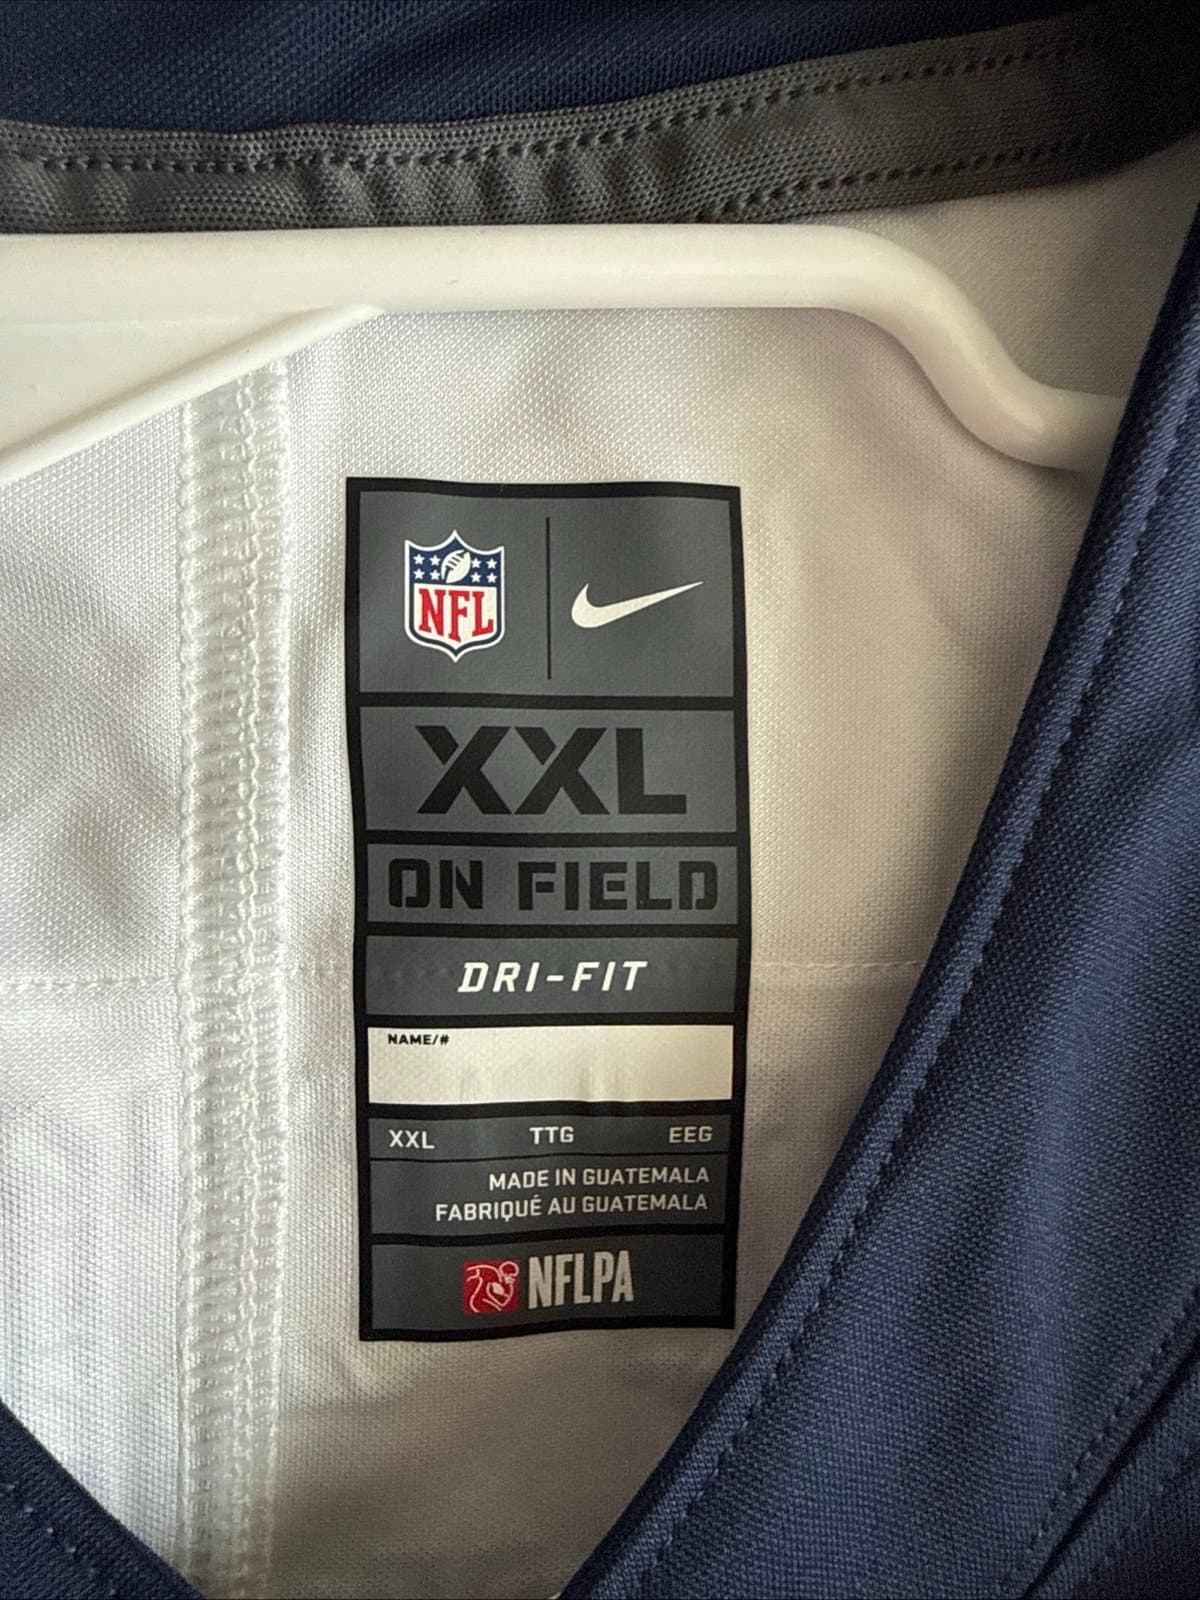 NFL
XXL
ON FIELD
DRI-FIT
NAME/#
XXL TTG EEG
MADE IN GUATEMALA
FABRIQUÉ AU GUATEMALA
NFLPA